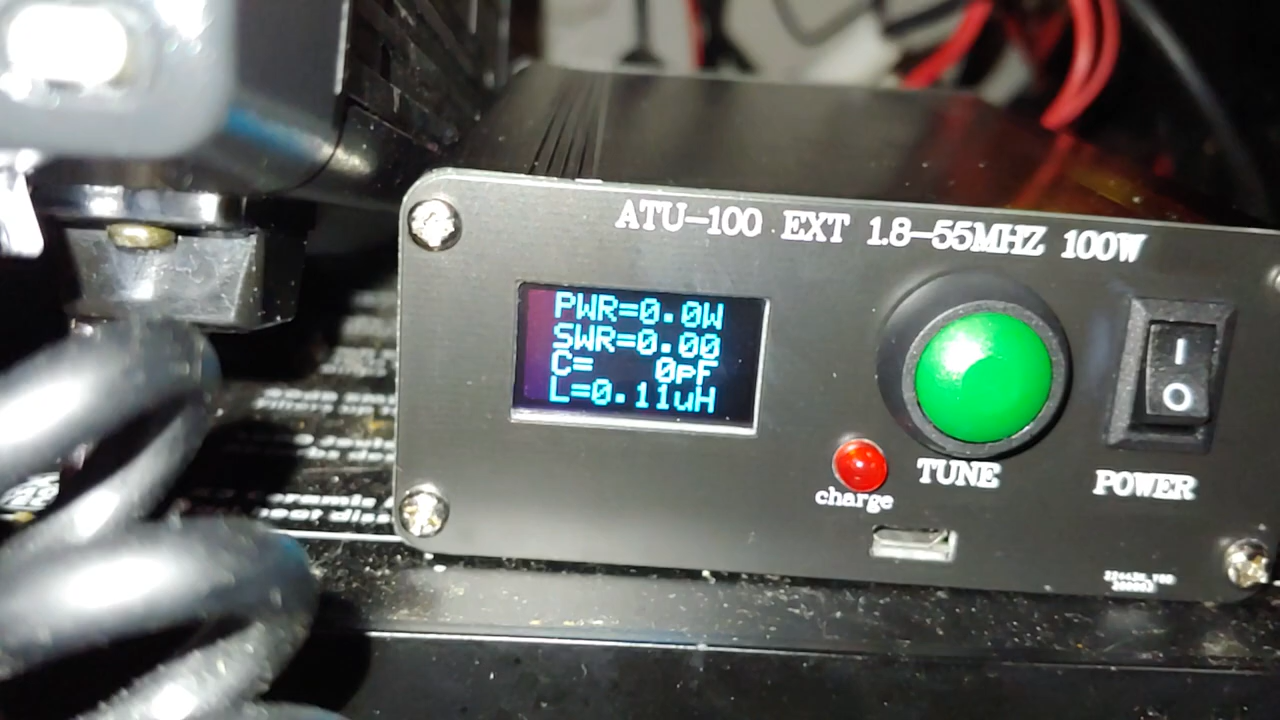 ATU-100 EXT 1.8-55MHZ 100W
PWR=0.0W
SWR=0.00
C= 0pF
L=0.11uH
charge
TUNE
I
O
POWER
ceramic